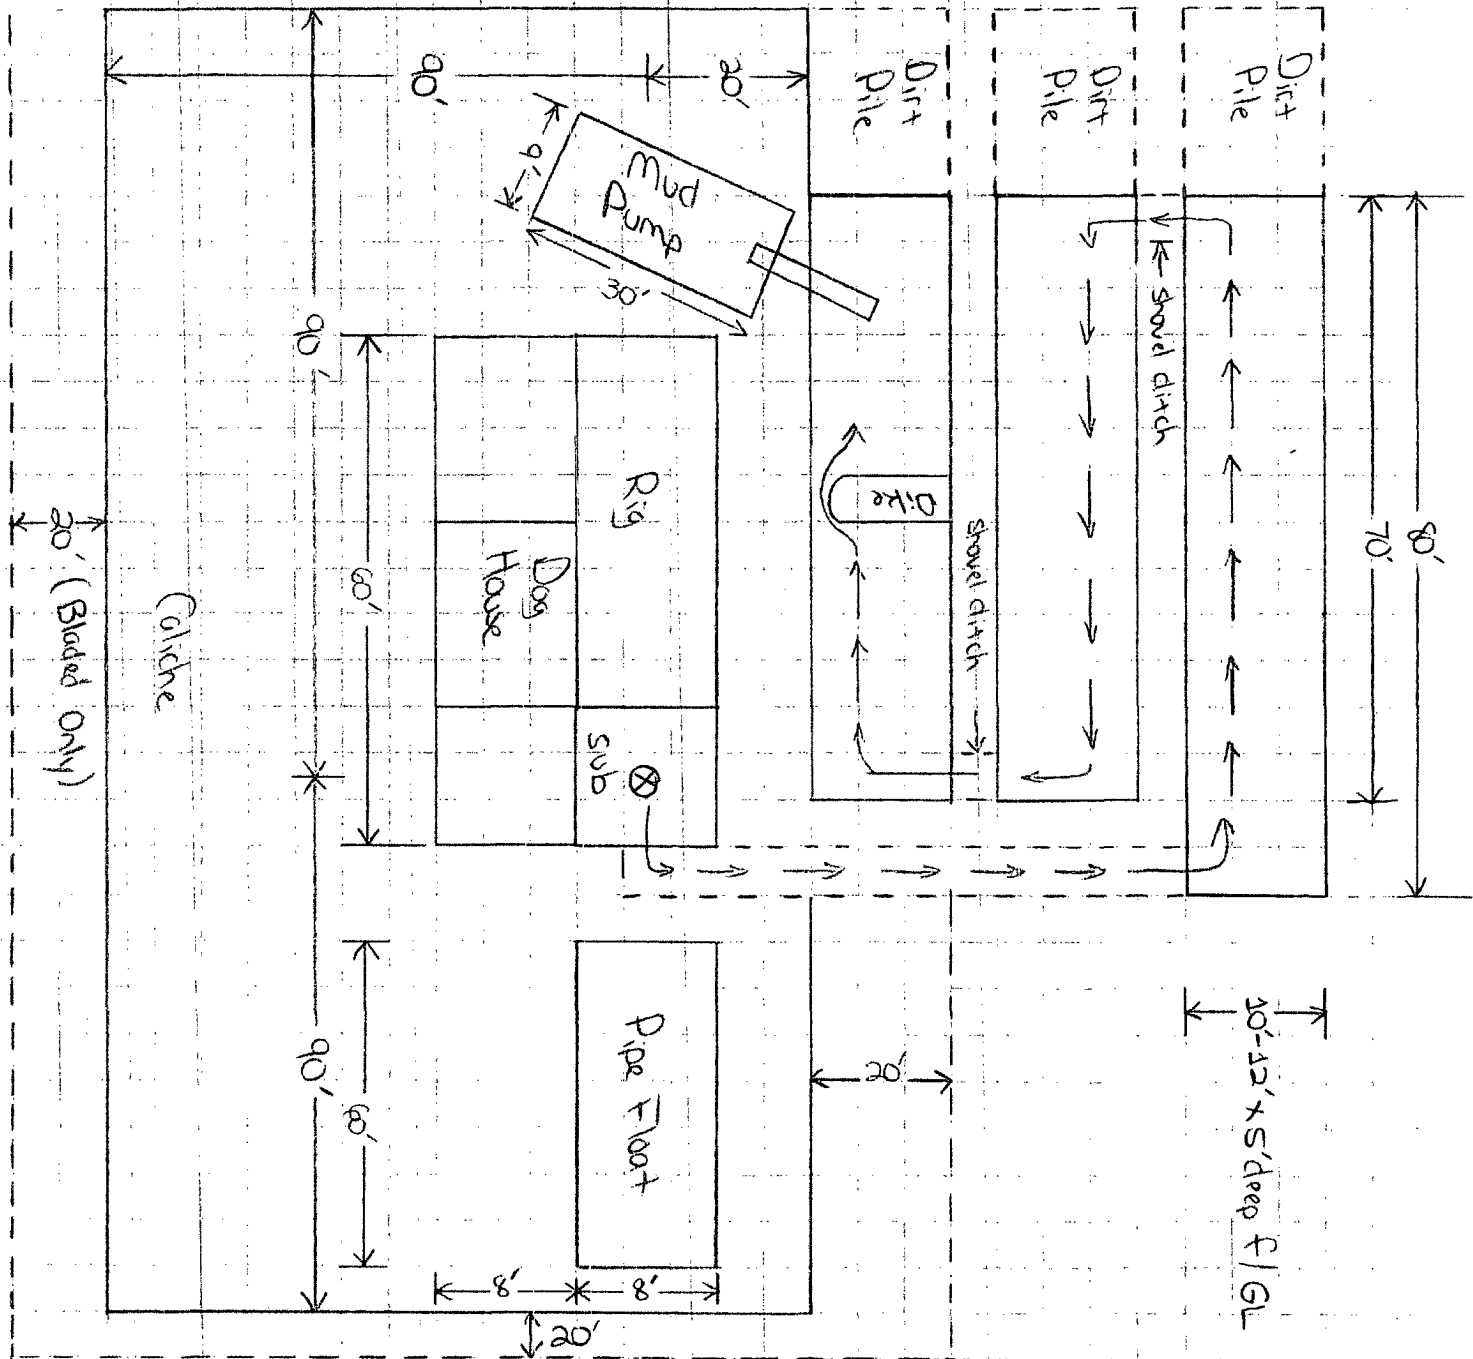 Dirt
Pile
Dirt
Pile
Dirt
Pile
90'
20'
9'
Mud
Pump
30'
← shovel ditch
90'
Rig
Dike
shovel ditch →
70'
80'
20' (Bladed Only)
Caliche
60'
Dog
House
sub
90'
60'
Pipe Float
20'
10'-12' x 5' deep f/GL
8'
8'
20'